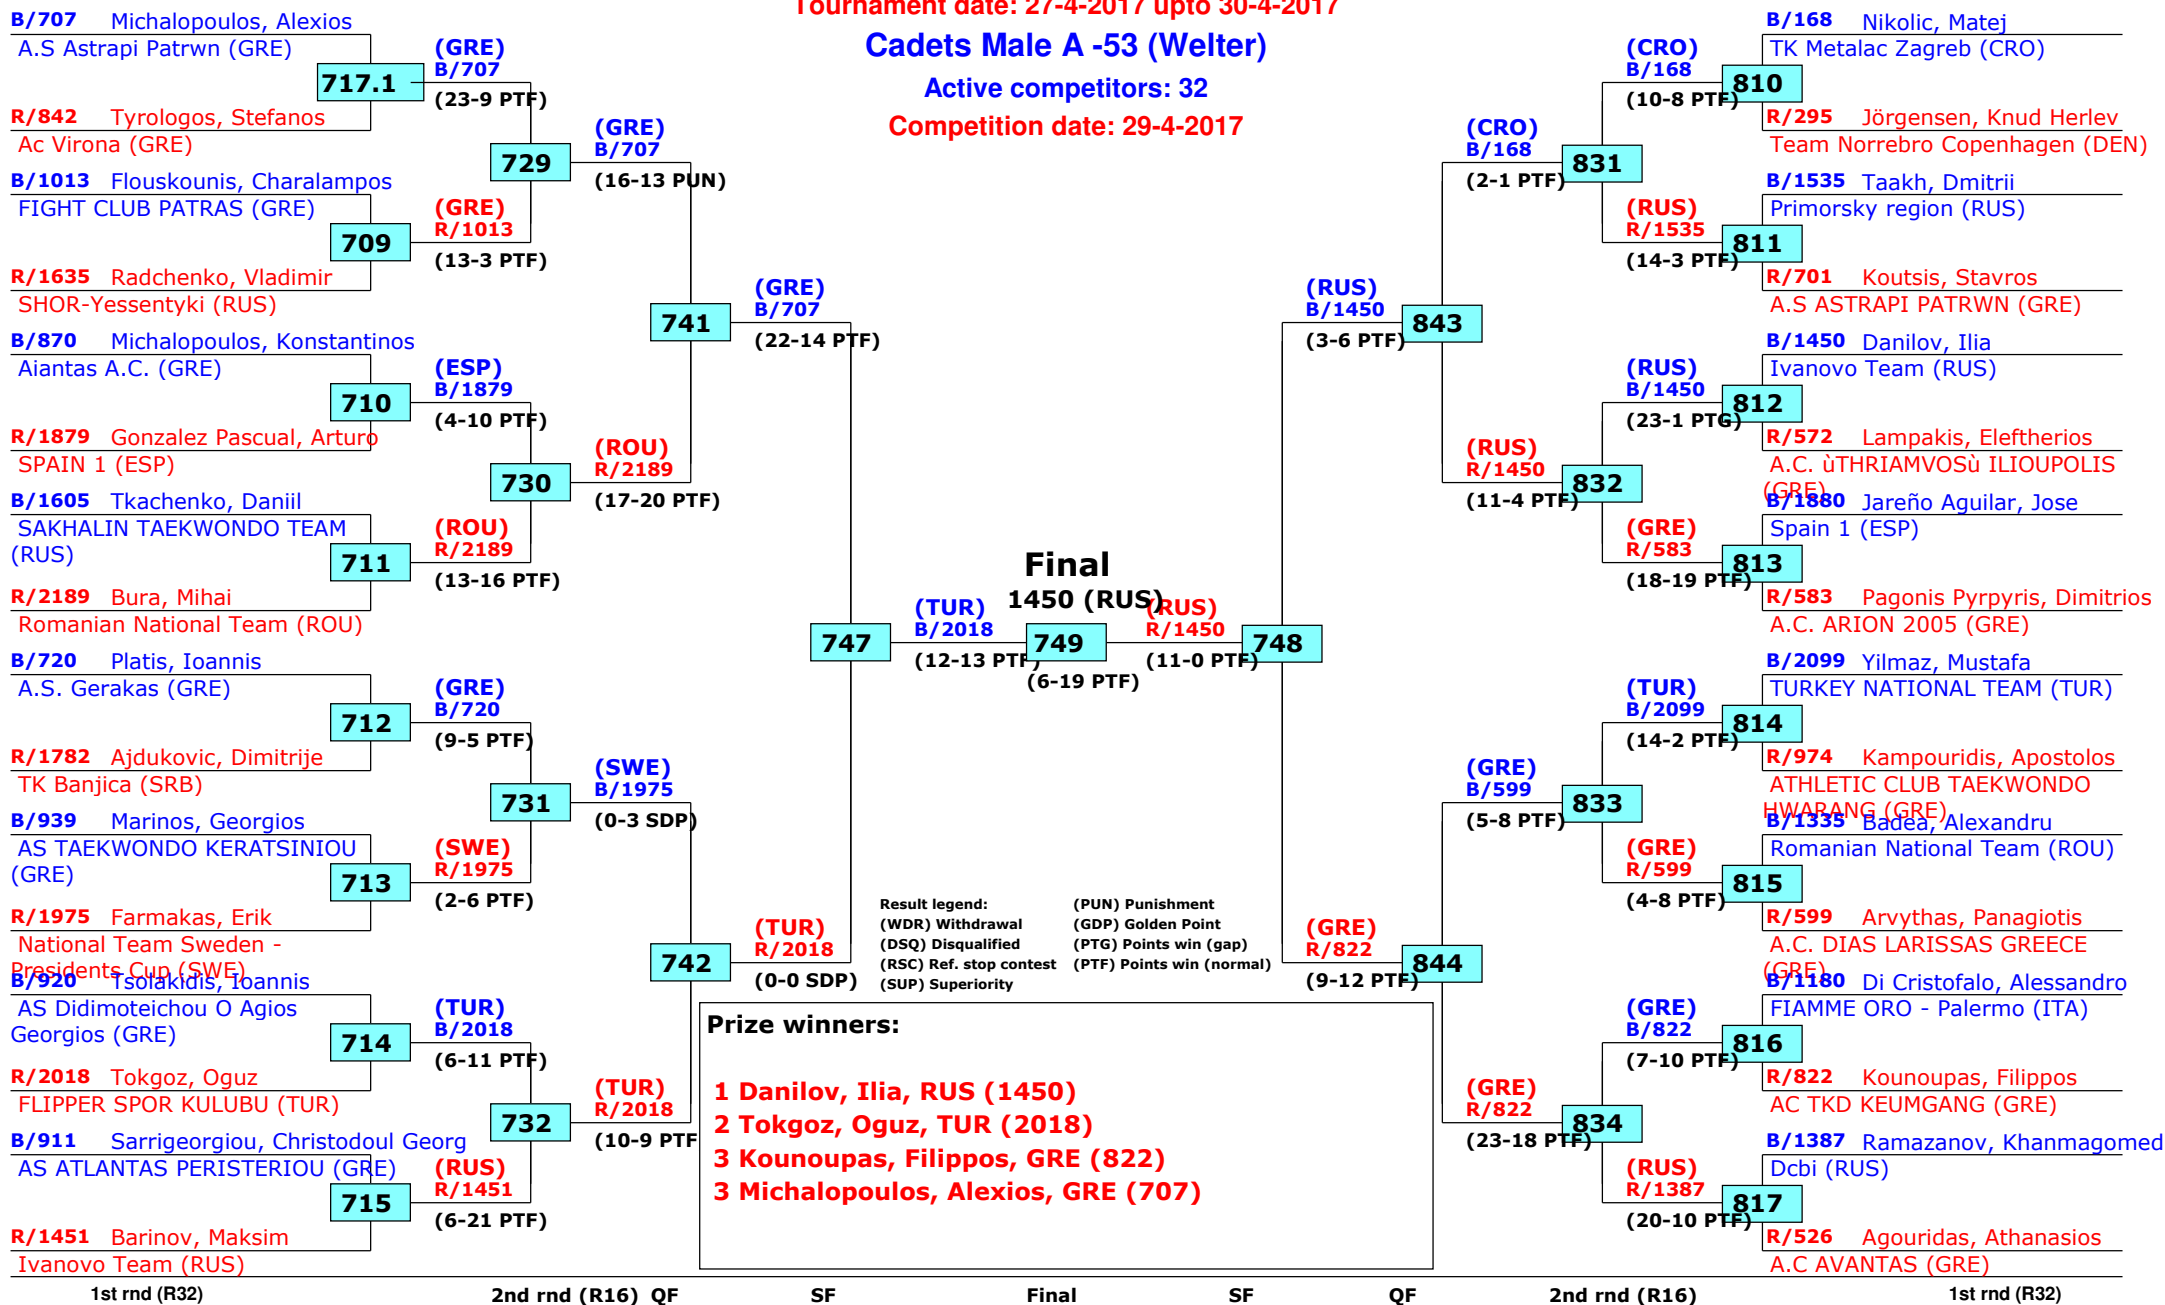 Tournament date: 27-4-2017 upto 30-4-2017
Cadets Male A -53 (Welter)
Active competitors: 32
Competition date: 29-4-2017
B/707 Michalopoulos, Alexios
A.S Astrapi Patrwn (GRE)
717.1
R/842 Tyrologos, Stefanos
Ac Virona (GRE)
B/1013 Flouskounis, Charalampos
FIGHT CLUB PATRAS (GRE)
709
R/1635 Radchenko, Vladimir
SHOR-Yessentyki (RUS)
B/870 Michalopoulos, Konstantinos
Aiantas A.C. (GRE)
710
R/1879 Gonzalez Pascual, Arturo
SPAIN 1 (ESP)
B/1605 Tkachenko, Daniil
SAKHALIN TAEKWONDO TEAM
(RUS)
711
R/2189 Bura, Mihai
Romanian National Team (ROU)
B/720 Platis, Ioannis
A.S. Gerakas (GRE)
712
R/1782 Ajdukovic, Dimitrije
TK Banjica (SRB)
B/939 Marinos, Georgios
AS TAEKWONDO KERATSINIOU
(GRE)
713
R/1975 Farmakas, Erik
National Team Sweden -
Presidents Cup (SWE)
B/920 Tsolakidis, Ioannis
AS Didimoteichou O Agios
Georgios (GRE)
714
R/2018 Tokgoz, Oguz
FLIPPER SPOR KULUBU (TUR)
B/911 Sarrigeorgiou, Christodoul Georg
AS ATLANTAS PERISTERIOU (GRE)
715
R/1451 Barinov, Maksim
Ivanovo Team (RUS)
(GRE)
B/707
(23-9 PTF)
729
(GRE)
R/1013
(13-3 PTF)
(ESP)
B/1879
(4-10 PTF)
730
(ROU)
R/2189
(13-16 PTF)
(GRE)
B/720
(9-5 PTF)
731
(SWE)
R/1975
(2-6 PTF)
(TUR)
B/2018
(6-11 PTF)
732
(RUS)
R/1451
(6-21 PTF)
(GRE)
B/707
(16-13 PUN)
741
(ROU)
R/2189
(17-20 PTF)
(SWE)
B/1975
(0-3 SDP)
742
(TUR)
R/2018
(10-9 PTF
(GRE)
B/707
(22-14 PTF)
747
(TUR)
R/2018
(0-0 SDP)
(TUR)
B/2018
(12-13 PTF)
Final
1450 (RUS)
749
(6-19 PTF)
(RUS)
R/1450
(11-0 PTF)
748
(RUS)
B/1450
(3-6 PTF)
843
(GRE)
R/822
(9-12 PTF)
844
(CRO)
B/168
(2-1 PTF)
831
(RUS)
R/1450
(11-4 PTF)
832
(GRE)
B/599
(5-8 PTF)
833
(GRE)
R/822
(23-18 PTF)
834
(CRO)
B/168
(10-8 PTF)
810
(RUS)
R/1535
(14-3 PTF)
811
(RUS)
B/1450
(23-1 PTG)
812
(GRE)
R/583
(18-19 PTF)
813
(TUR)
B/2099
(14-2 PTF)
814
(GRE)
R/599
(4-8 PTF)
815
(GRE)
B/822
(7-10 PTF)
816
(RUS)
R/1387
(20-10 PTF)
817
B/168 Nikolic, Matej
TK Metalac Zagreb (CRO)
R/295 Jörgensen, Knud Herlev
Team Norrebro Copenhagen (DEN)
B/1535 Taakh, Dmitrii
Primorsky region (RUS)
R/701 Koutsis, Stavros
A.S ASTRAPI PATRWN (GRE)
B/1450 Danilov, Ilia
Ivanovo Team (RUS)
R/572 Lampakis, Eleftherios
A.C. ùTHRIAMVOSù ILIOUPOLIS
(GRE)
B/1880 Jareño Aguilar, Jose
Spain 1 (ESP)
R/583 Pagonis Pyrpyris, Dimitrios
A.C. ARION 2005 (GRE)
B/2099 Yilmaz, Mustafa
TURKEY NATIONAL TEAM (TUR)
R/974 Kampouridis, Apostolos
ATHLETIC CLUB TAEKWONDO
HWARANG (GRE)
B/1335 Badea, Alexandru
Romanian National Team (ROU)
R/599 Arvythas, Panagiotis
A.C. DIAS LARISSAS GREECE
(GRE)
B/1180 Di Cristofalo, Alessandro
FIAMME ORO - Palermo (ITA)
R/822 Kounoupas, Filippos
AC TKD KEUMGANG (GRE)
B/1387 Ramazanov, Khanmagomed
Dcbi (RUS)
R/526 Agouridas, Athanasios
A.C AVANTAS (GRE)
Result legend: (PUN) Punishment
(WDR) Withdrawal (GDP) Golden Point
(DSQ) Disqualified (PTG) Points win (gap)
(RSC) Ref. stop contest (PTF) Points win (normal)
(SUP) Superiority
Prize winners:
1 Danilov, Ilia, RUS (1450)
2 Tokgoz, Oguz, TUR (2018)
3 Kounoupas, Filippos, GRE (822)
3 Michalopoulos, Alexios, GRE (707)
1st rnd (R32) 2nd rnd (R16) QF SF Final SF QF 2nd rnd (R16) 1st rnd (R32)